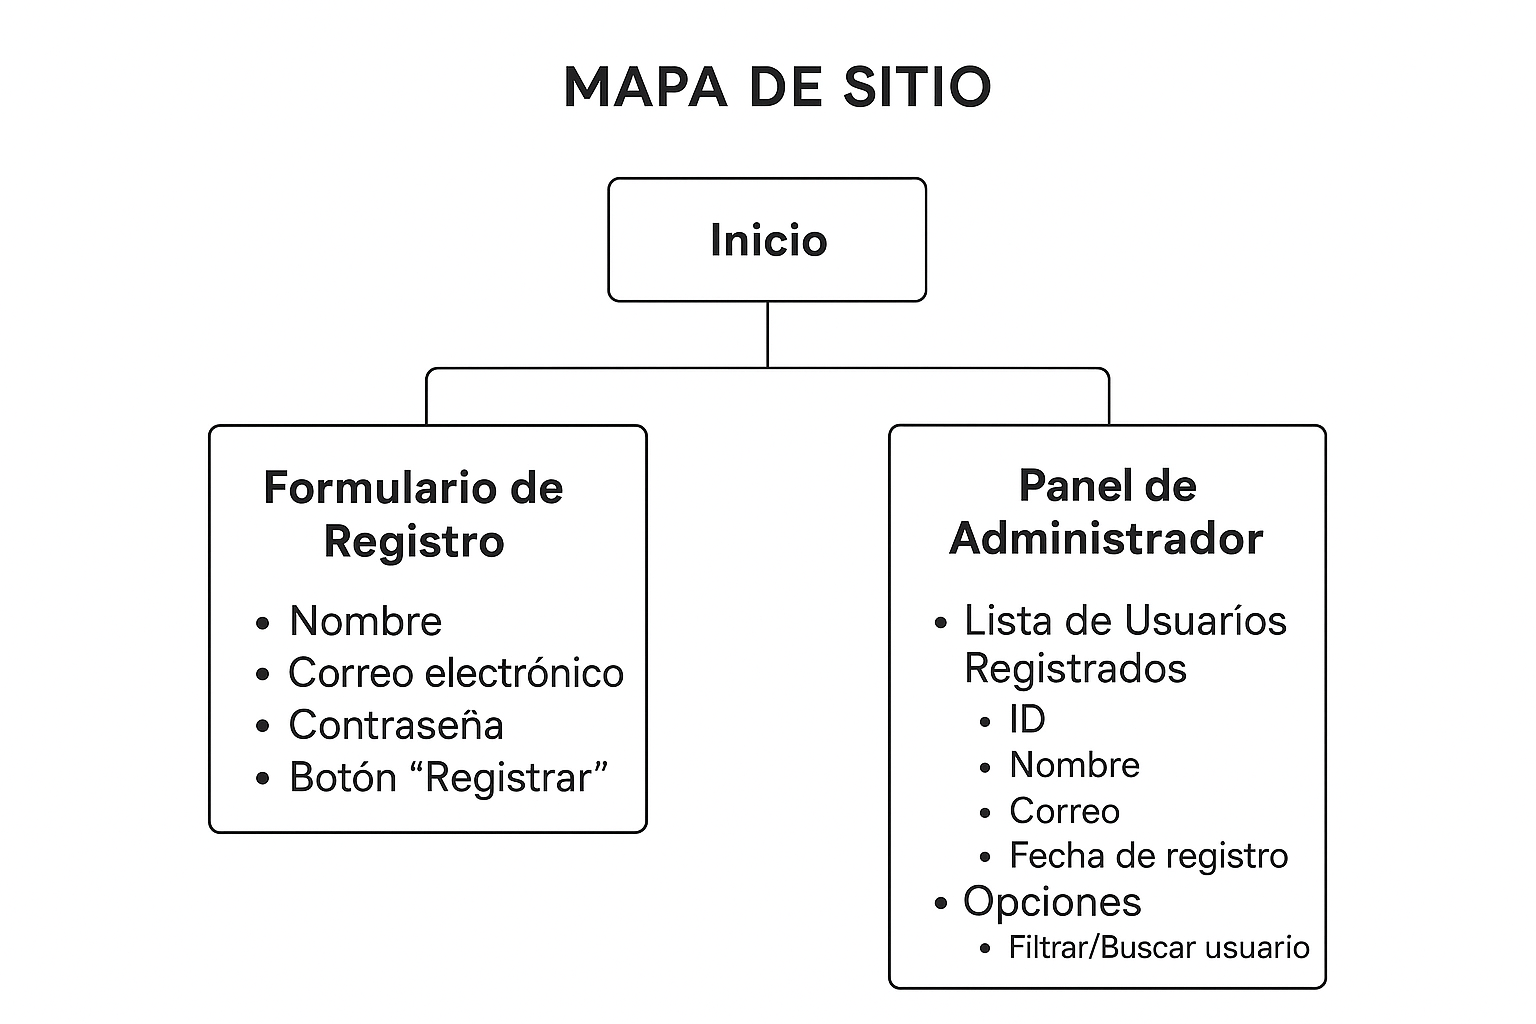 MAPA DE SITIO
Inicio
Formulario de
Registro
• Nombre
• Correo electrónico
• Contraseña
• Botón “Registrar”
Panel de
Administrador
• Lista de Usuaríos
Registrados
• ID
• Nombre
• Correo
• Fecha de registro
• Opciones
• Filtrar/Buscar usuario